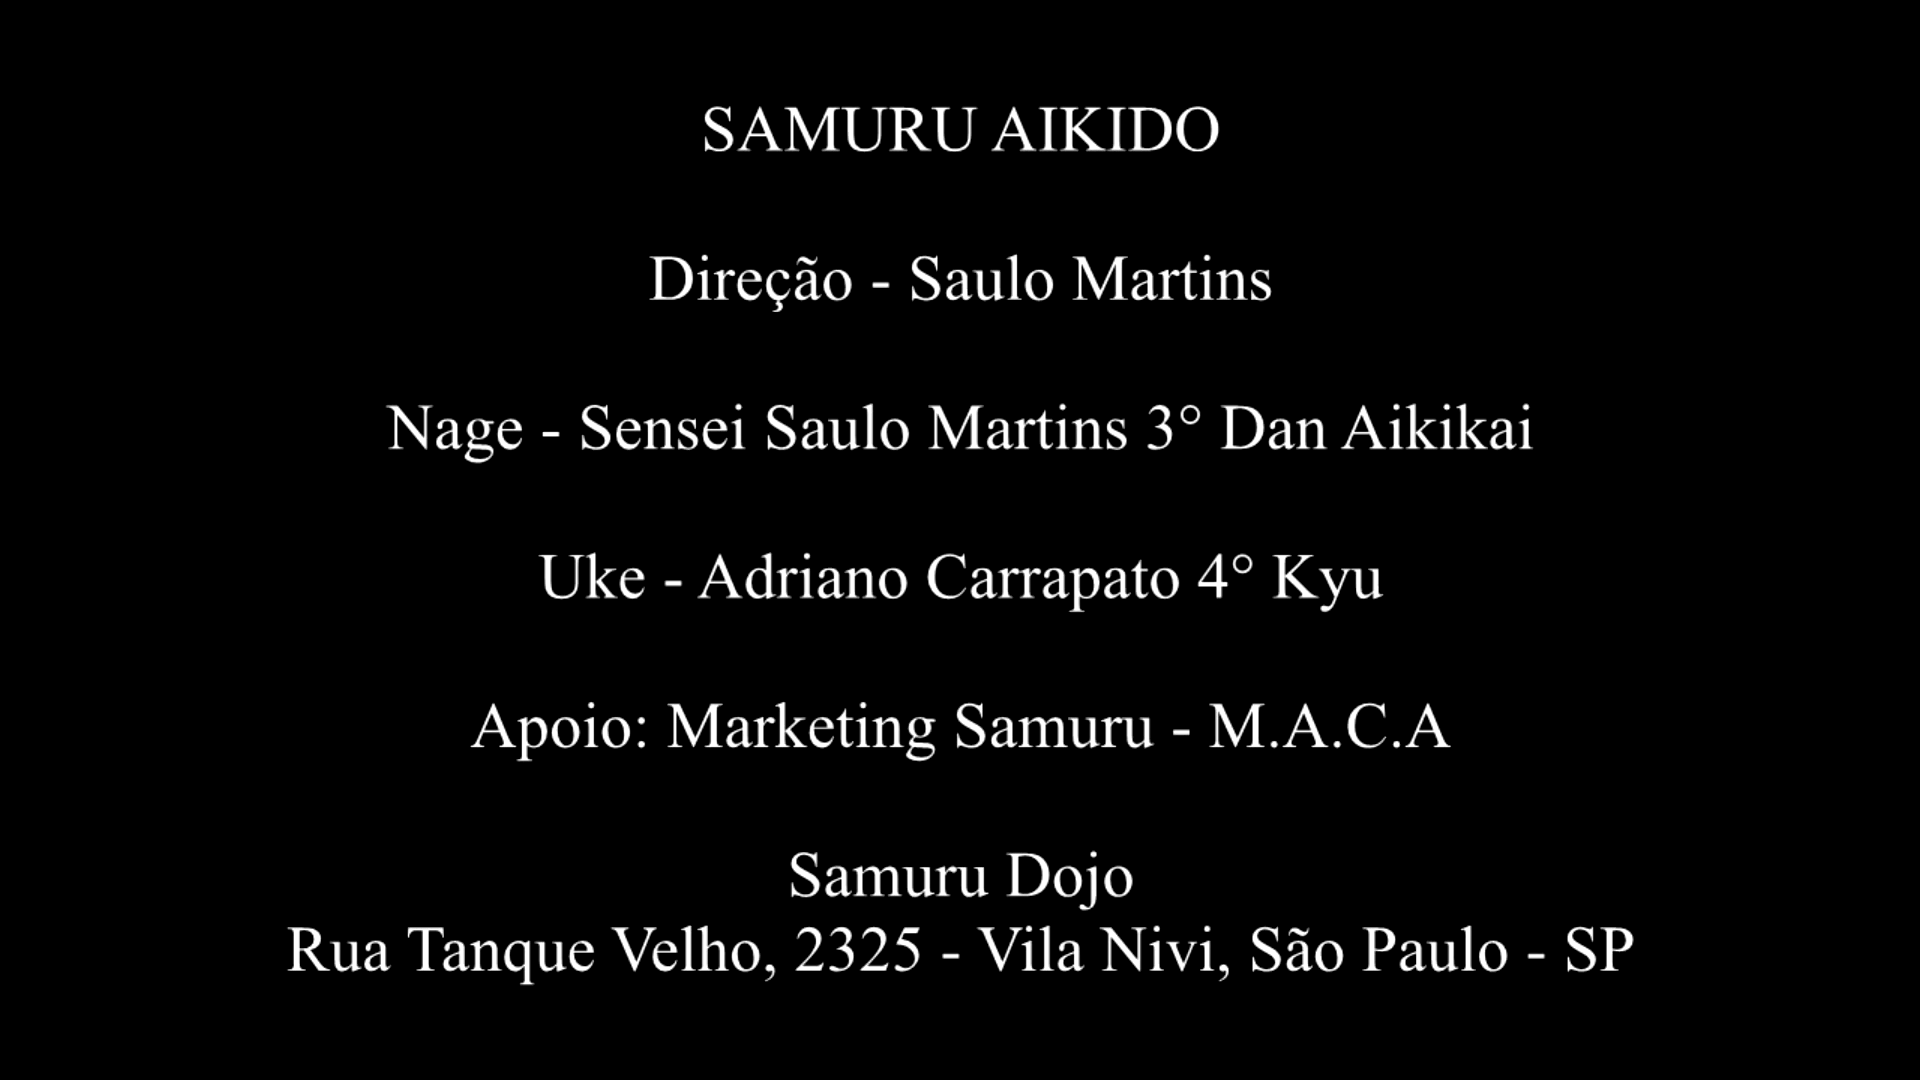 SAMURU AIKIDO
Direção - Saulo Martins
Nage - Sensei Saulo Martins 3° Dan Aikikai
Uke - Adriano Carrapato 4° Kyu
Apoio: Marketing Samuru - M.A.C.A
Samuru Dojo
Rua Tanque Velho, 2325 - Vila Nivi, São Paulo - SP